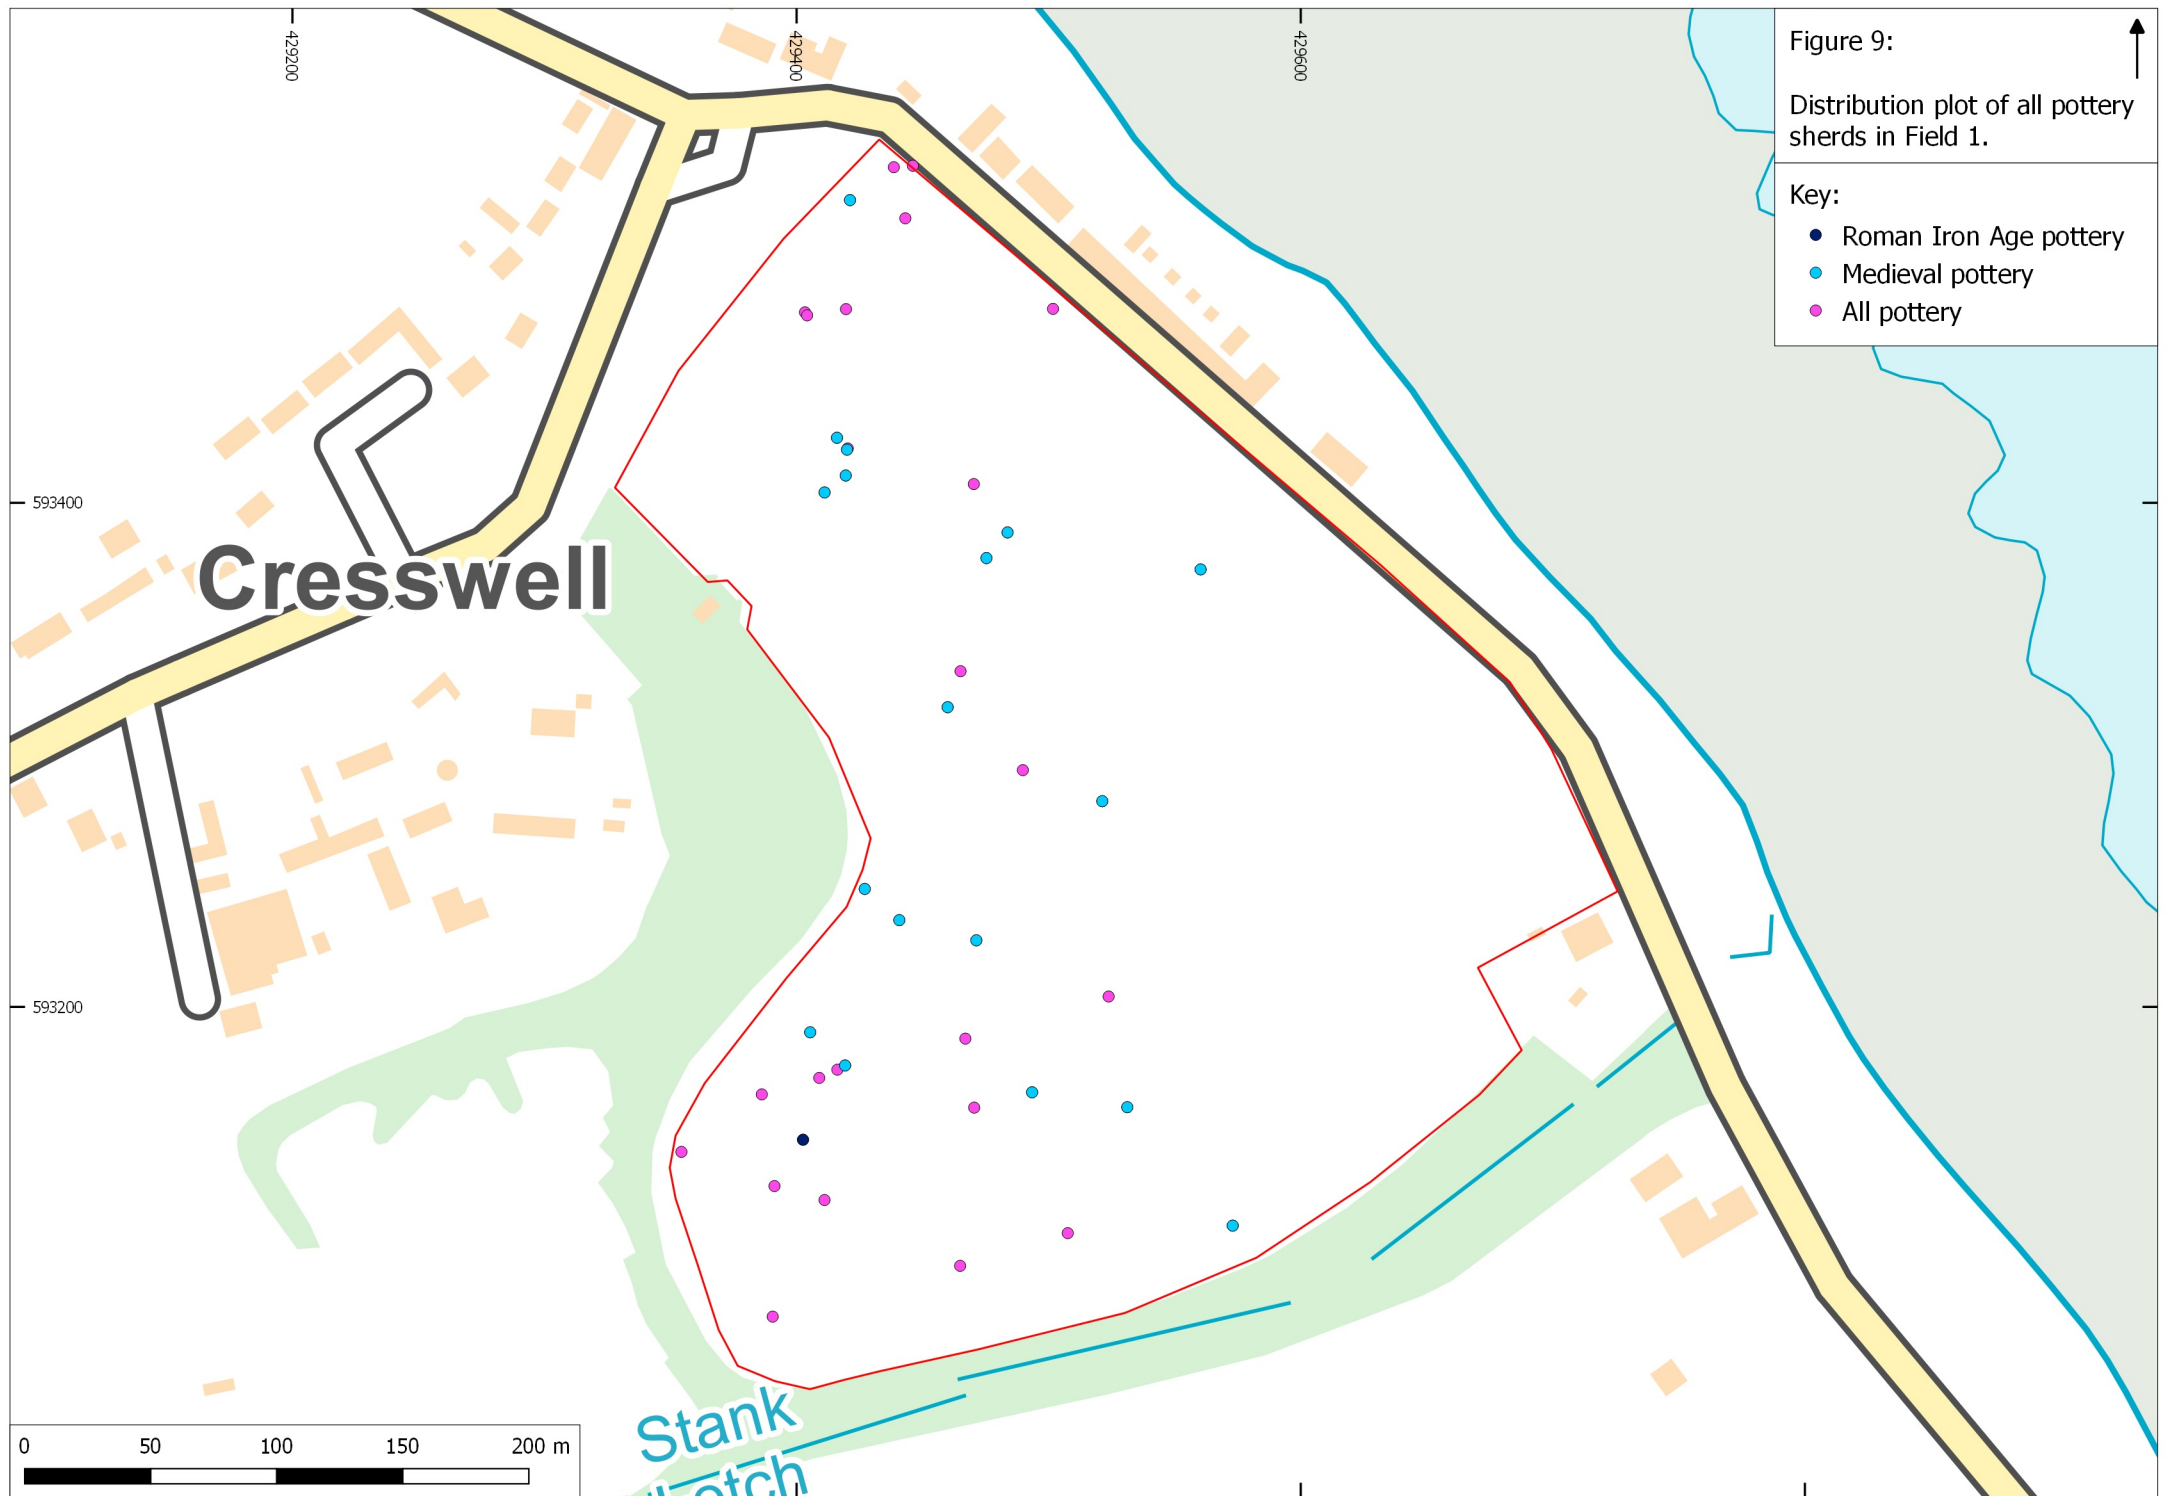 429200
429400
429600
Figure 9:
Distribution plot of all pottery
sherds in Field 1.
Key:
Roman Iron Age pottery
Medieval pottery
All pottery
593400
Cresswell
593200
Stank
0 50 100 150 200 m